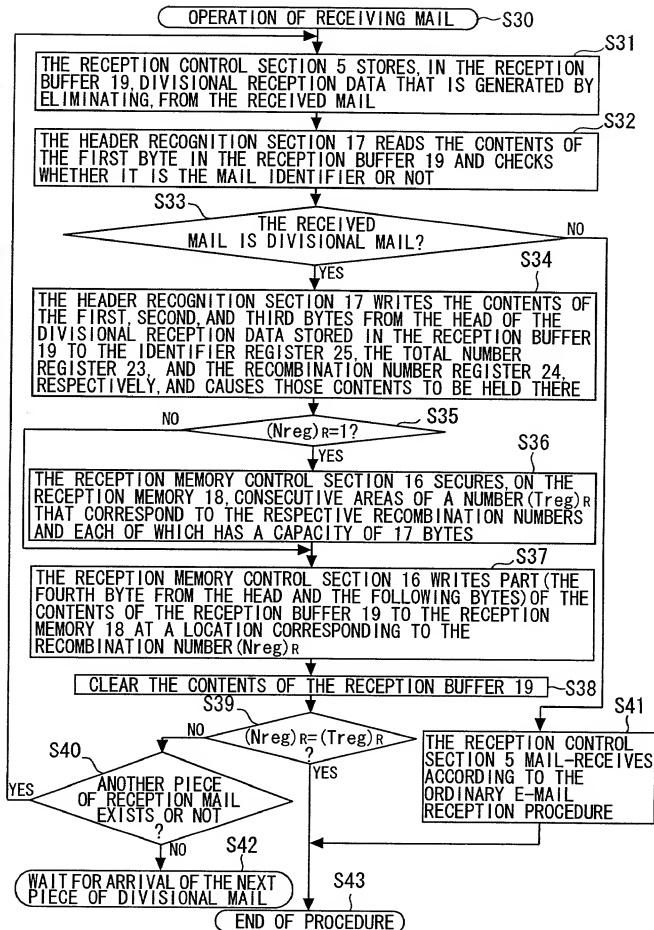 OPERATION OF RECEIVING MAIL
S30
S31
THE RECEPTION CONTROL SECTION 5 STORES, IN THE RECEPTION
BUFFER 19, DIVISIONAL RECEPTION DATA THAT IS GENERATED BY
ELIMINATING, FROM THE RECEIVED MAIL
S32
THE HEADER RECOGNITION SECTION 17 READS THE CONTENTS OF
THE FIRST BYTE IN THE RECEPTION BUFFER 19 AND CHECKS
WHETHER IT IS THE MAIL IDENTIFIER OR NOT
S33
THE RECEIVED
MAIL IS DIVISIONAL MAIL?
NO
YES
S34
THE HEADER RECOGNITION SECTION 17 WRITES THE CONTENTS OF
THE FIRST, SECOND, AND THIRD BYTES FROM THE HEAD OF THE
DIVISIONAL RECEPTION DATA STORED IN THE RECEPTION BUFFER
19 TO THE IDENTIFIER REGISTER 25, THE TOTAL NUMBER
REGISTER 23, AND THE RECOMBINATION NUMBER REGISTER 24,
RESPECTIVELY, AND CAUSES THOSE CONTENTS TO BE HELD THERE
NO
(Nreg)R=1?
S35
YES
S36
THE RECEPTION MEMORY CONTROL SECTION 16 SECURES, ON THE
RECEPTION MEMORY 18, CONSECUTIVE AREAS OF A NUMBER (Treg)R
THAT CORRESPOND TO THE RESPECTIVE RECOMBINATION NUMBERS
AND EACH OF WHICH HAS A CAPACITY OF 17 BYTES
S37
THE RECEPTION MEMORY CONTROL SECTION 16 WRITES PART (THE
FOURTH BYTE FROM THE HEAD AND THE FOLLOWING BYTES) OF
THE CONTENTS OF THE RECEPTION BUFFER 19 TO THE RECEPTION
MEMORY 18 AT A LOCATION CORRESPONDING TO THE
RECOMBINATION NUMBER (Nreg)R
CLEAR THE CONTENTS OF THE RECEPTION BUFFER 19
S38
S39
NO
(Nreg)R=(Treg)R
?
YES
S40
YES
ANOTHER PIECE
OF RECEPTION MAIL
EXISTS OR NOT
?
NO
S41
THE RECEPTION CONTROL
SECTION 5 MAIL-RECEIVES
ACCORDING TO THE
ORDINARY E-MAIL
RECEPTION PROCEDURE
S42
WAIT FOR ARRIVAL OF THE NEXT
PIECE OF DIVISIONAL MAIL
S43
END OF PROCEDURE